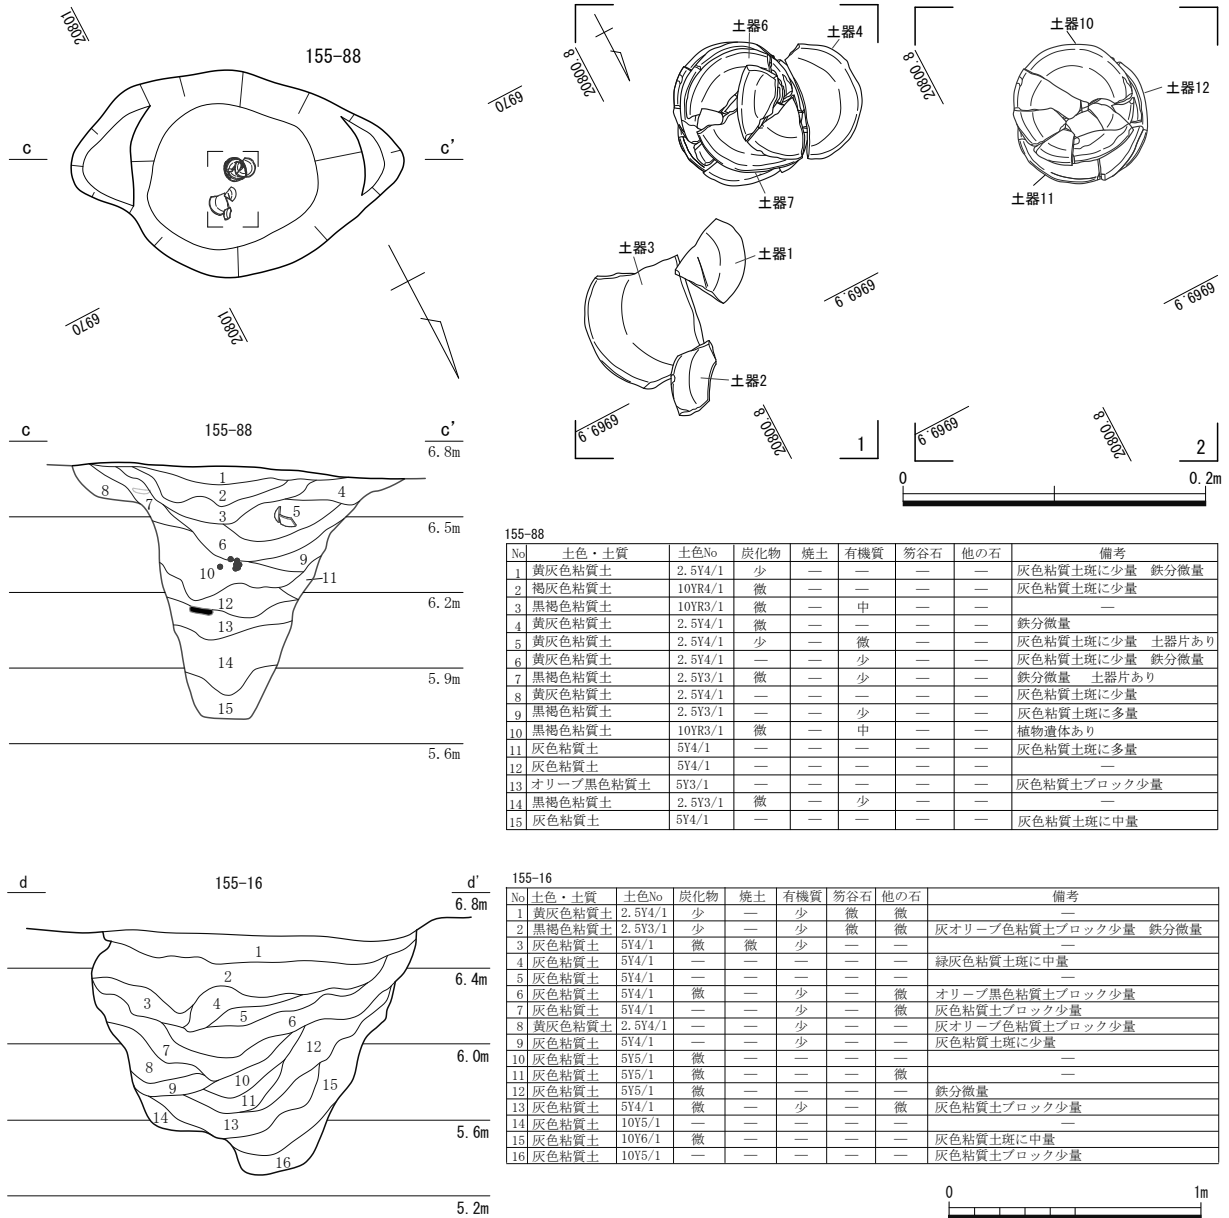 20801
155-88
c
c'
6970
6970
20801
20800.8
土器6
土器4
土器7
土器3
土器1
土器2
6969.9
6969.9
20800.8
1
20800.8
土器10
土器12
土器11
6969.9
6969.9
20800.8
2
0 0.2m
c 155-88 c'
6.8m
6.5m
6.2m
5.9m
5.6m
1
2
3
4
5
6
7
8
9
10
11
12
13
14
15
155-88
No 土色・土質 土色No 炭化物 焼土 有機質 笏谷石 他の石 備考
1 黄灰色粘質土 2.5Y4/1 少 — — — — 灰色粘質土斑に少量 鉄分微量
2 褐灰色粘質土 10YR4/1 微 — — — — 灰色粘質土斑に少量
3 黒褐色粘質土 10YR3/1 微 — 中 — — —
4 黄灰色粘質土 2.5Y4/1 微 — — — — 鉄分微量
5 黄灰色粘質土 2.5Y4/1 少 — 微 — — 灰色粘質土斑に少量 土器片あり
6 黄灰色粘質土 2.5Y4/1 — — 少 — — 灰色粘質土斑に少量 鉄分微量
7 黒褐色粘質土 2.5Y3/1 微 — 少 — — 鉄分微量 土器片あり
8 黄灰色粘質土 2.5Y4/1 — — — — — 灰色粘質土斑に少量
9 黒褐色粘質土 2.5Y3/1 — — 少 — — 灰色粘質土斑に多量
10 黒褐色粘質土 10YR3/1 微 — 中 — — 植物遺体あり
11 灰色粘質土 5Y4/1 — — — — — 灰色粘質土斑に多量
12 灰色粘質土 5Y4/1 — — — — — —
13 オリーブ黒色粘質土 5Y3/1 — — — — — 灰色粘質土ブロック少量
14 黒褐色粘質土 2.5Y3/1 微 — 少 — — —
15 灰色粘質土 5Y4/1 — — — — — 灰色粘質土斑に中量
d 155-16 d'
6.8m
6.4m
6.0m
5.6m
5.2m
1
2
3
4
5
6
7
8
9
10
11
12
13
14
15
16
155-16
No 土色・土質 土色No 炭化物 焼土 有機質 笏谷石 他の石 備考
1 黄灰色粘質土 2.5Y4/1 少 — 少 微 微 —
2 黒褐色粘質土 2.5Y3/1 少 — 少 微 微 灰オリーブ色粘質土ブロック少量 鉄分微量
3 灰色粘質土 5Y4/1 微 微 少 — — —
4 灰色粘質土 5Y4/1 — — — — — 緑灰色粘質土斑に中量
5 灰色粘質土 5Y4/1 — — — — — —
6 灰色粘質土 5Y4/1 微 — 少 — 微 オリーブ黒色粘質土ブロック少量
7 灰色粘質土 5Y4/1 — — 少 — 微 灰色粘質土ブロック少量
8 黄灰色粘質土 2.5Y4/1 — — 少 — — 灰オリーブ色粘質土ブロック少量
9 灰色粘質土 5Y4/1 — — 少 — — 灰色粘質土斑に少量
10 灰色粘質土 5Y5/1 微 — — — — —
11 灰色粘質土 5Y5/1 微 — — — 微 —
12 灰色粘質土 5Y5/1 微 — — — — 鉄分微量
13 灰色粘質土 5Y4/1 微 — 少 — 微 灰色粘質土ブロック少量
14 灰色粘質土 10Y5/1 — — — — — —
15 灰色粘質土 10Y6/1 微 — — — — 灰色粘質土斑に中量
16 灰色粘質土 10Y5/1 — — — — — 灰色粘質土ブロック少量
0 1m